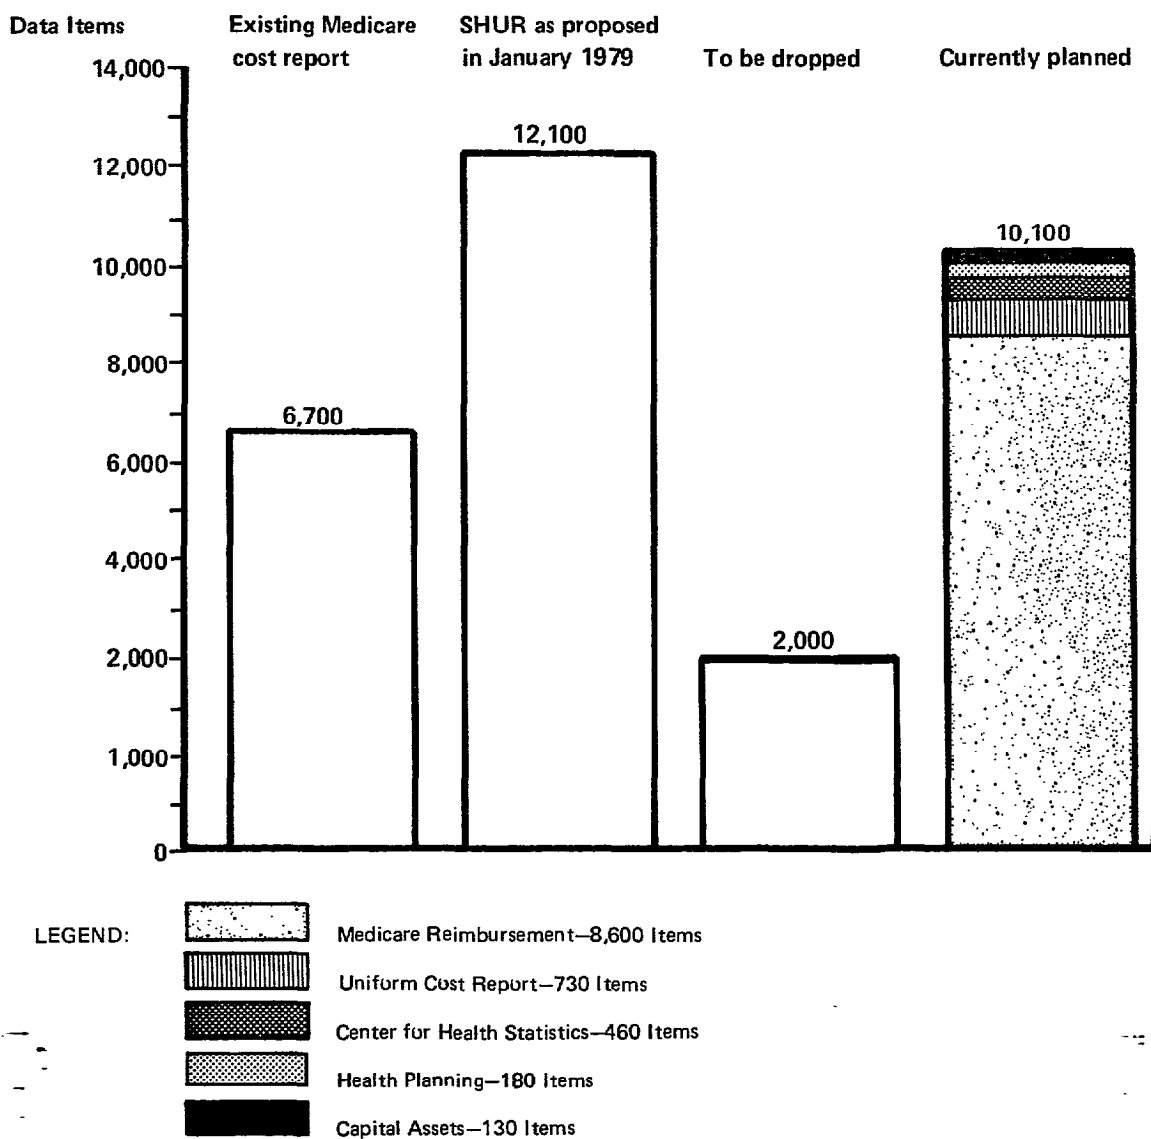 Data Items
Existing Medicare
cost report
SHUR as proposed
in January 1979
To be dropped
Currently planned
14,000
12,000
10,000
8,000
6,000
4,000
2,000
1,000
0
6,700
12,100
2,000
10,100
LEGEND:
Medicare Reimbursement—8,600 Items
Uniform Cost Report—730 Items
Center for Health Statistics—460 Items
Health Planning—180 Items
Capital Assets—130 Items